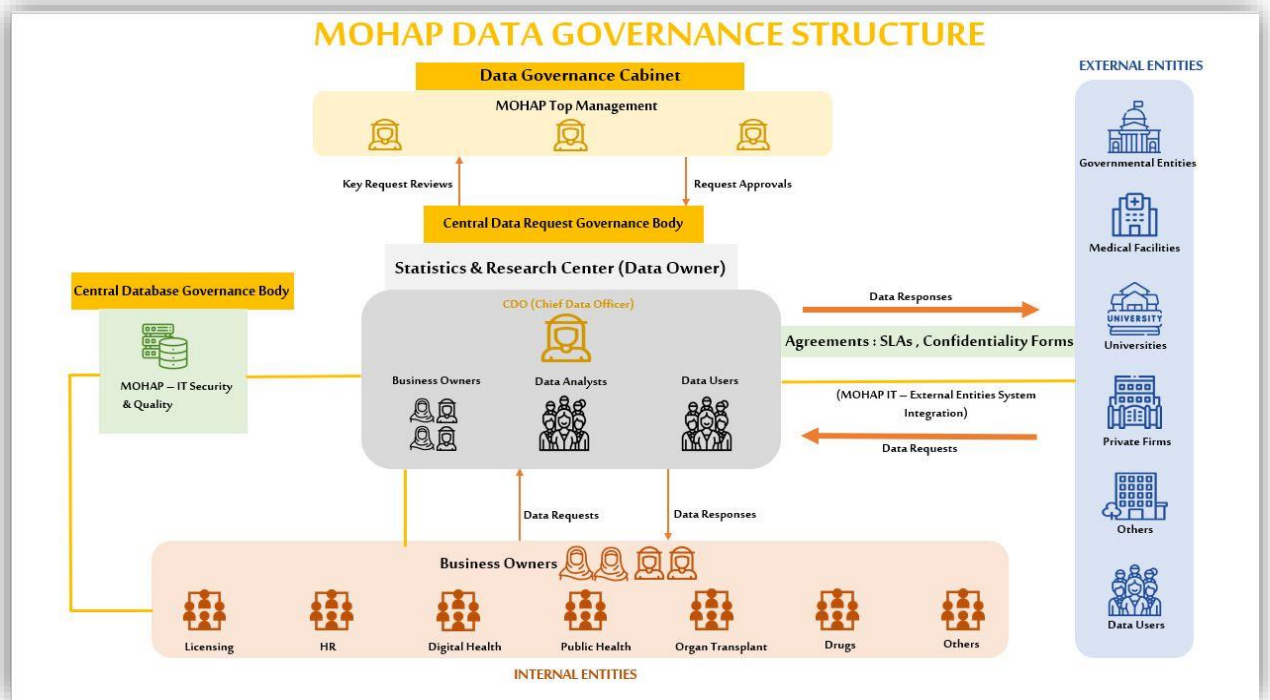 MOHAP DATA GOVERNANCE STRUCTURE
Data Governance Cabinet
MOHAP Top Management
Key Request Reviews
Request Approvals
Central Data Request Governance Body
Statistics & Research Center (Data Owner)
CDO (Chief Data Officer)
Business Owners
Data Analysts
Data Users
Central Database Governance Body
MOHAP – IT Security
& Quality
Data Responses
Agreements : SLAs , Confidentiality Forms
(MOHAP IT – External Entities System
Integration)
Data Requests
Data Requests
Data Responses
Business Owners
Licensing
HR
Digital Health
Public Health
Organ Transplant
Drugs
Others
INTERNAL ENTITIES
EXTERNAL ENTITIES
Governmental Entities
Medical Facilities
UNIVERSITY
Universities
Private Firms
Others
Data Users